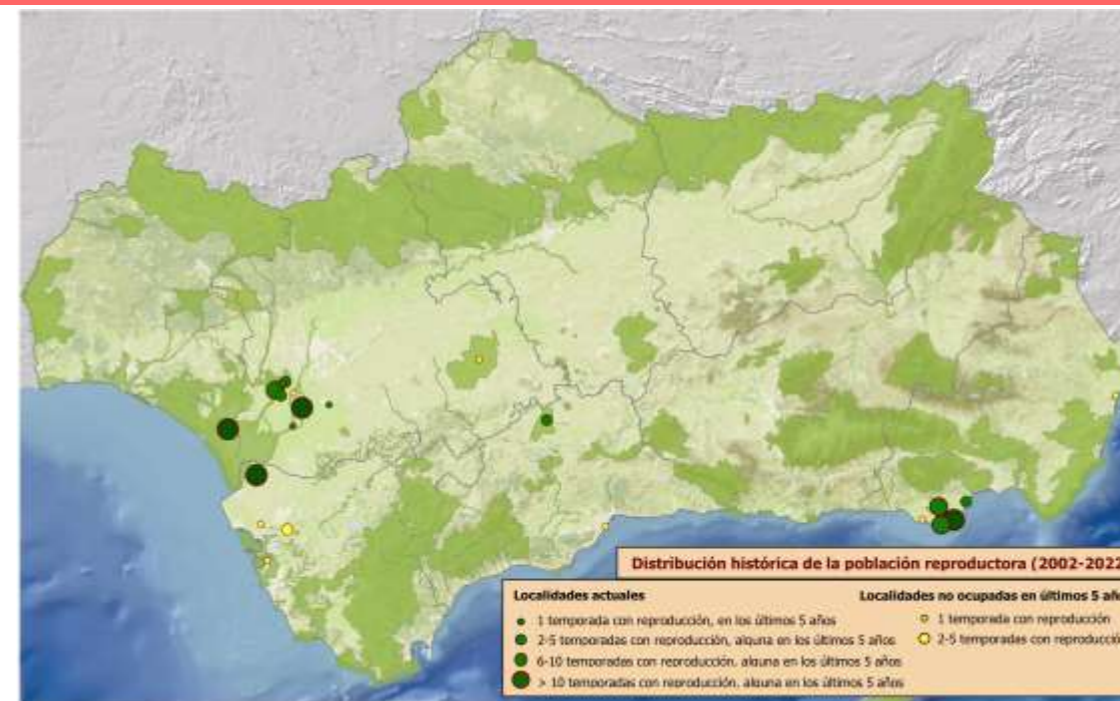 Distribución histórica de la población reproductora (2002-2022
Localidades actuales
1 temporada con reproducción, en los últimos 5 años
2-5 temporadas con reproducción, alguna en los últimos 5 años
6-10 temporadas con reproducción, alguna en los últimos 5 años
> 10 temporadas con reproducción, alguna en los últimos 5 años
Localidades no ocupadas en últimos 5 añ
1 temporada con reproducción
2-5 temporadas con reproducció